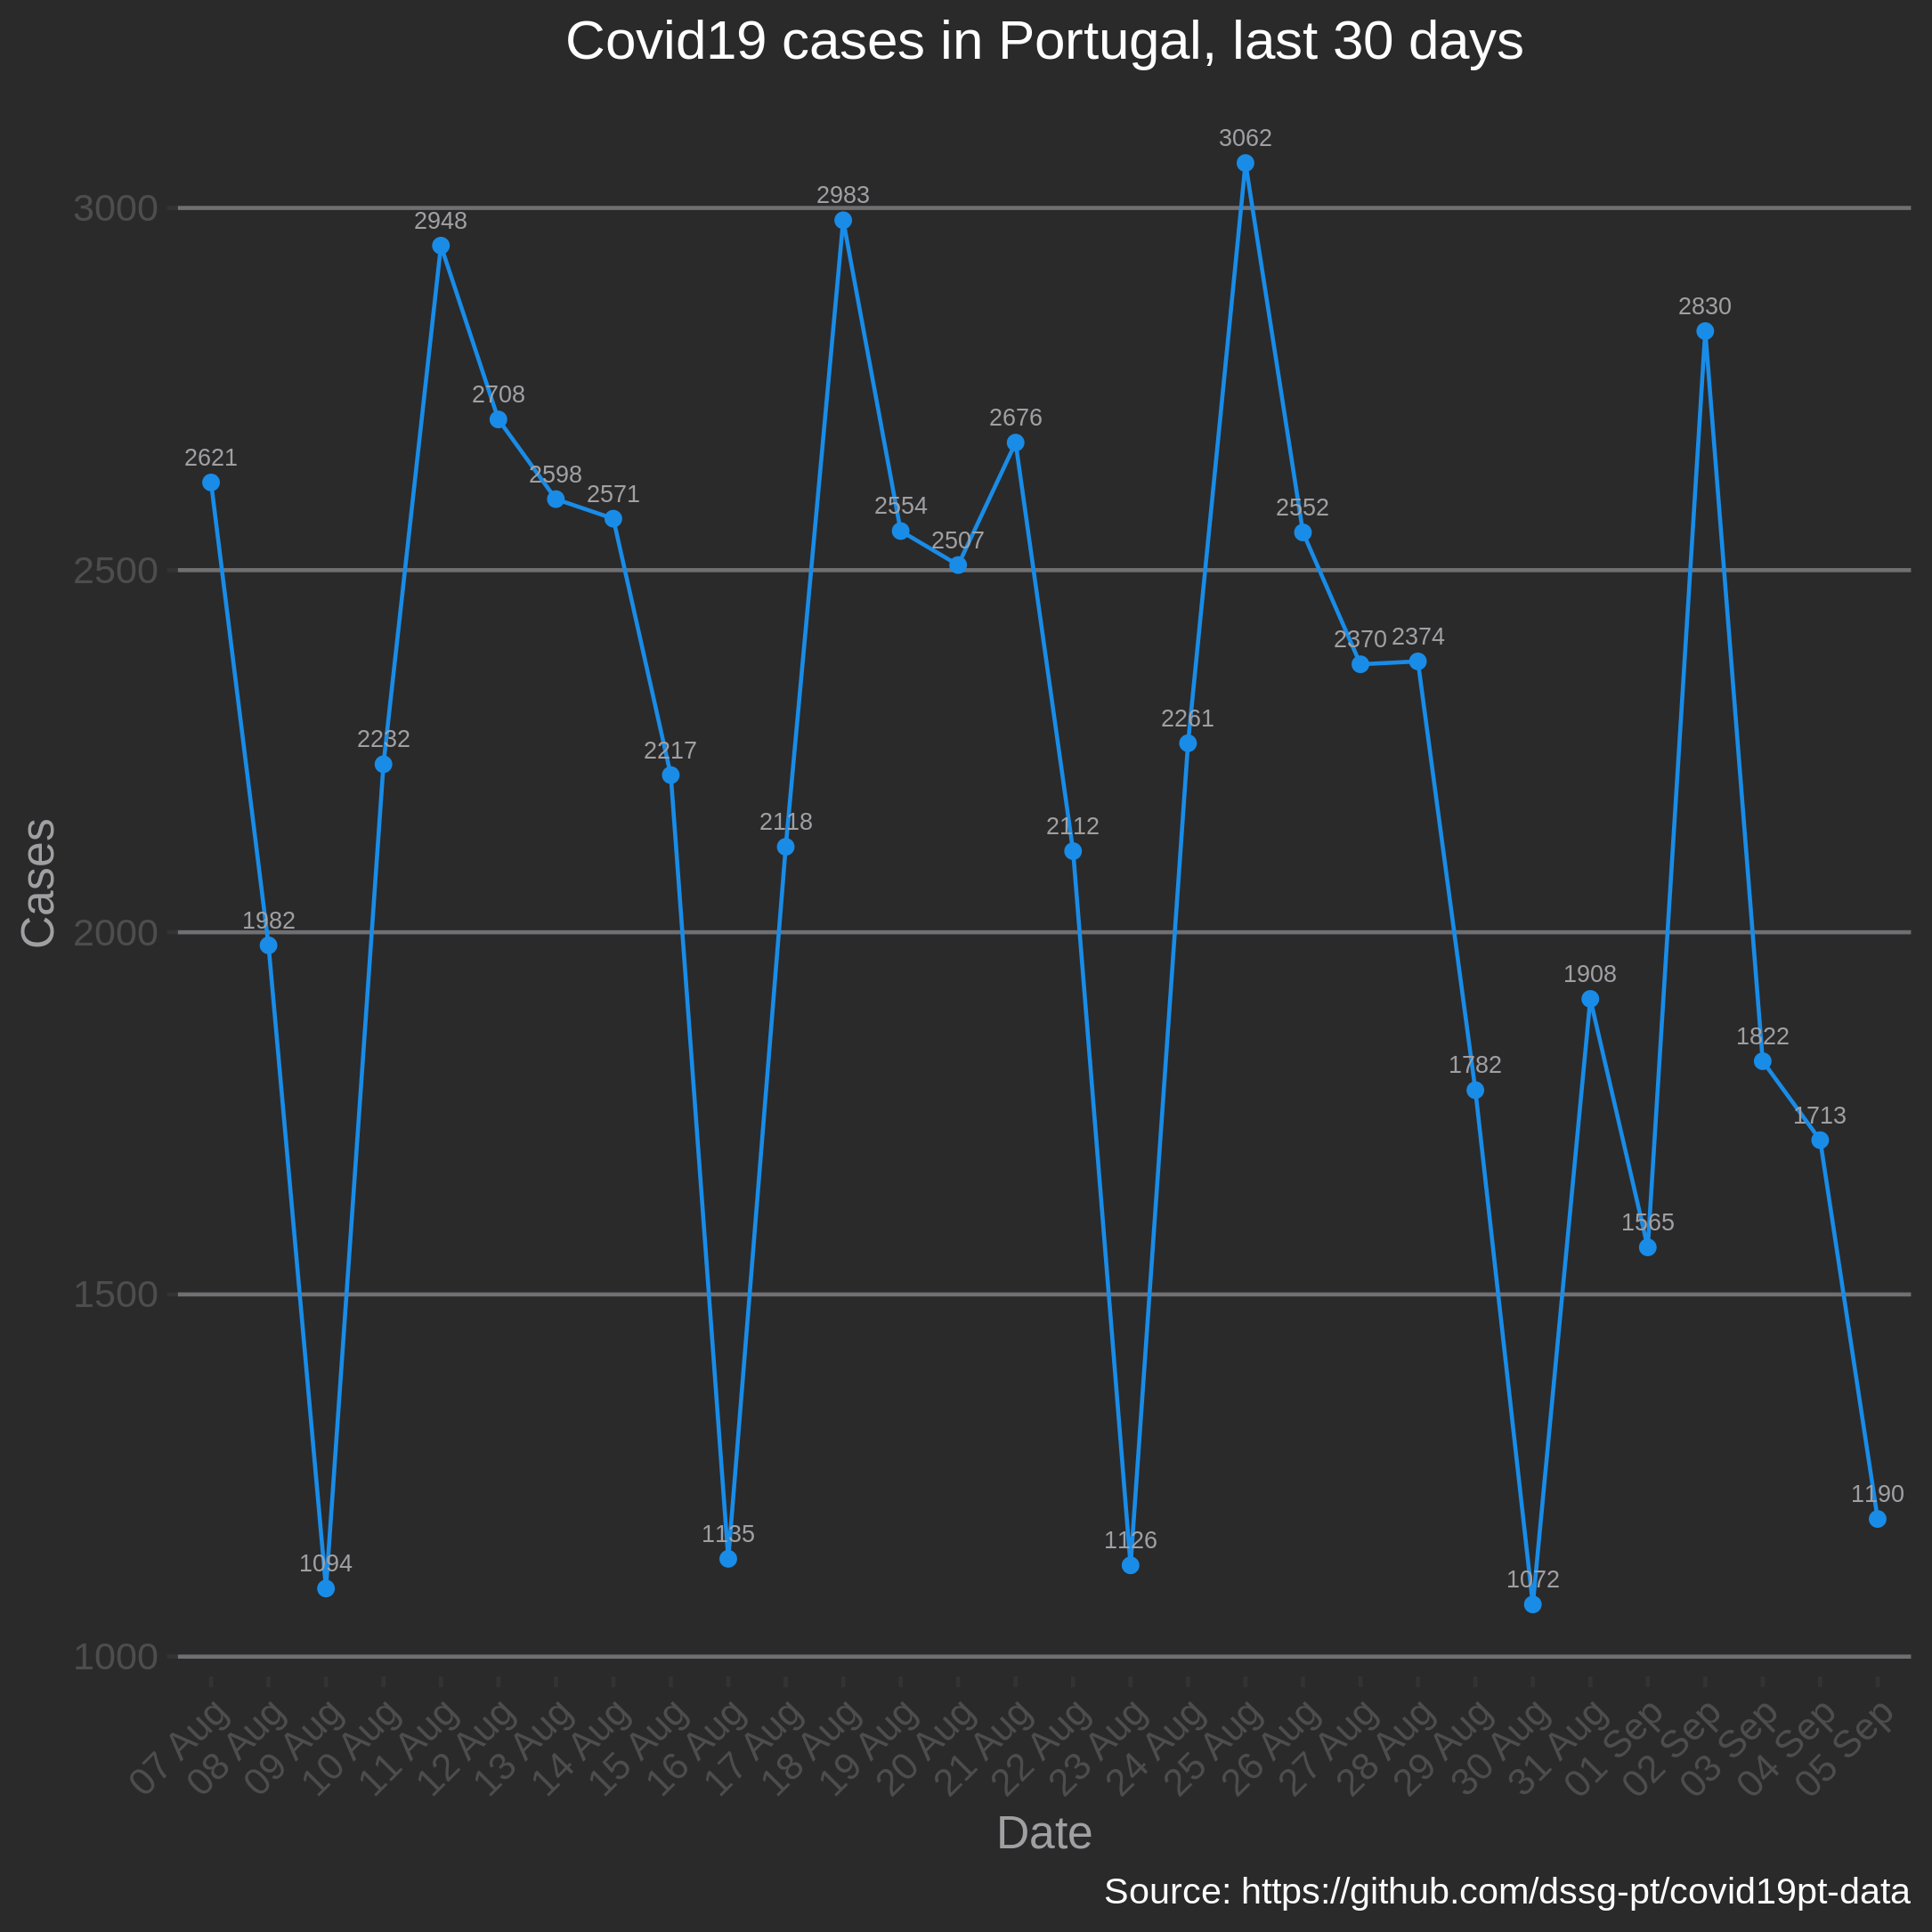 Covid19 cases in Portugal, last 30 days
3062
3000
2983
2948
2830
2708
2676
2621
2598
2571
2554
2552
2507
2500
2374
2370
2261
2232
2217
2118
2112
2000
1982
1908
1822
1782
1713
1565
1500
1190
1135
1126
1094
1072
1000
Cases
07 Aug
08 Aug
09 Aug
10 Aug
11 Aug
12 Aug
13 Aug
14 Aug
15 Aug
16 Aug
17 Aug
18 Aug
19 Aug
20 Aug
21 Aug
22 Aug
23 Aug
24 Aug
25 Aug
26 Aug
27 Aug
28 Aug
29 Aug
30 Aug
31 Aug
01 Sep
02 Sep
03 Sep
04 Sep
05 Sep
Date
Source: https://github.com/dssg-pt/covid19pt-data